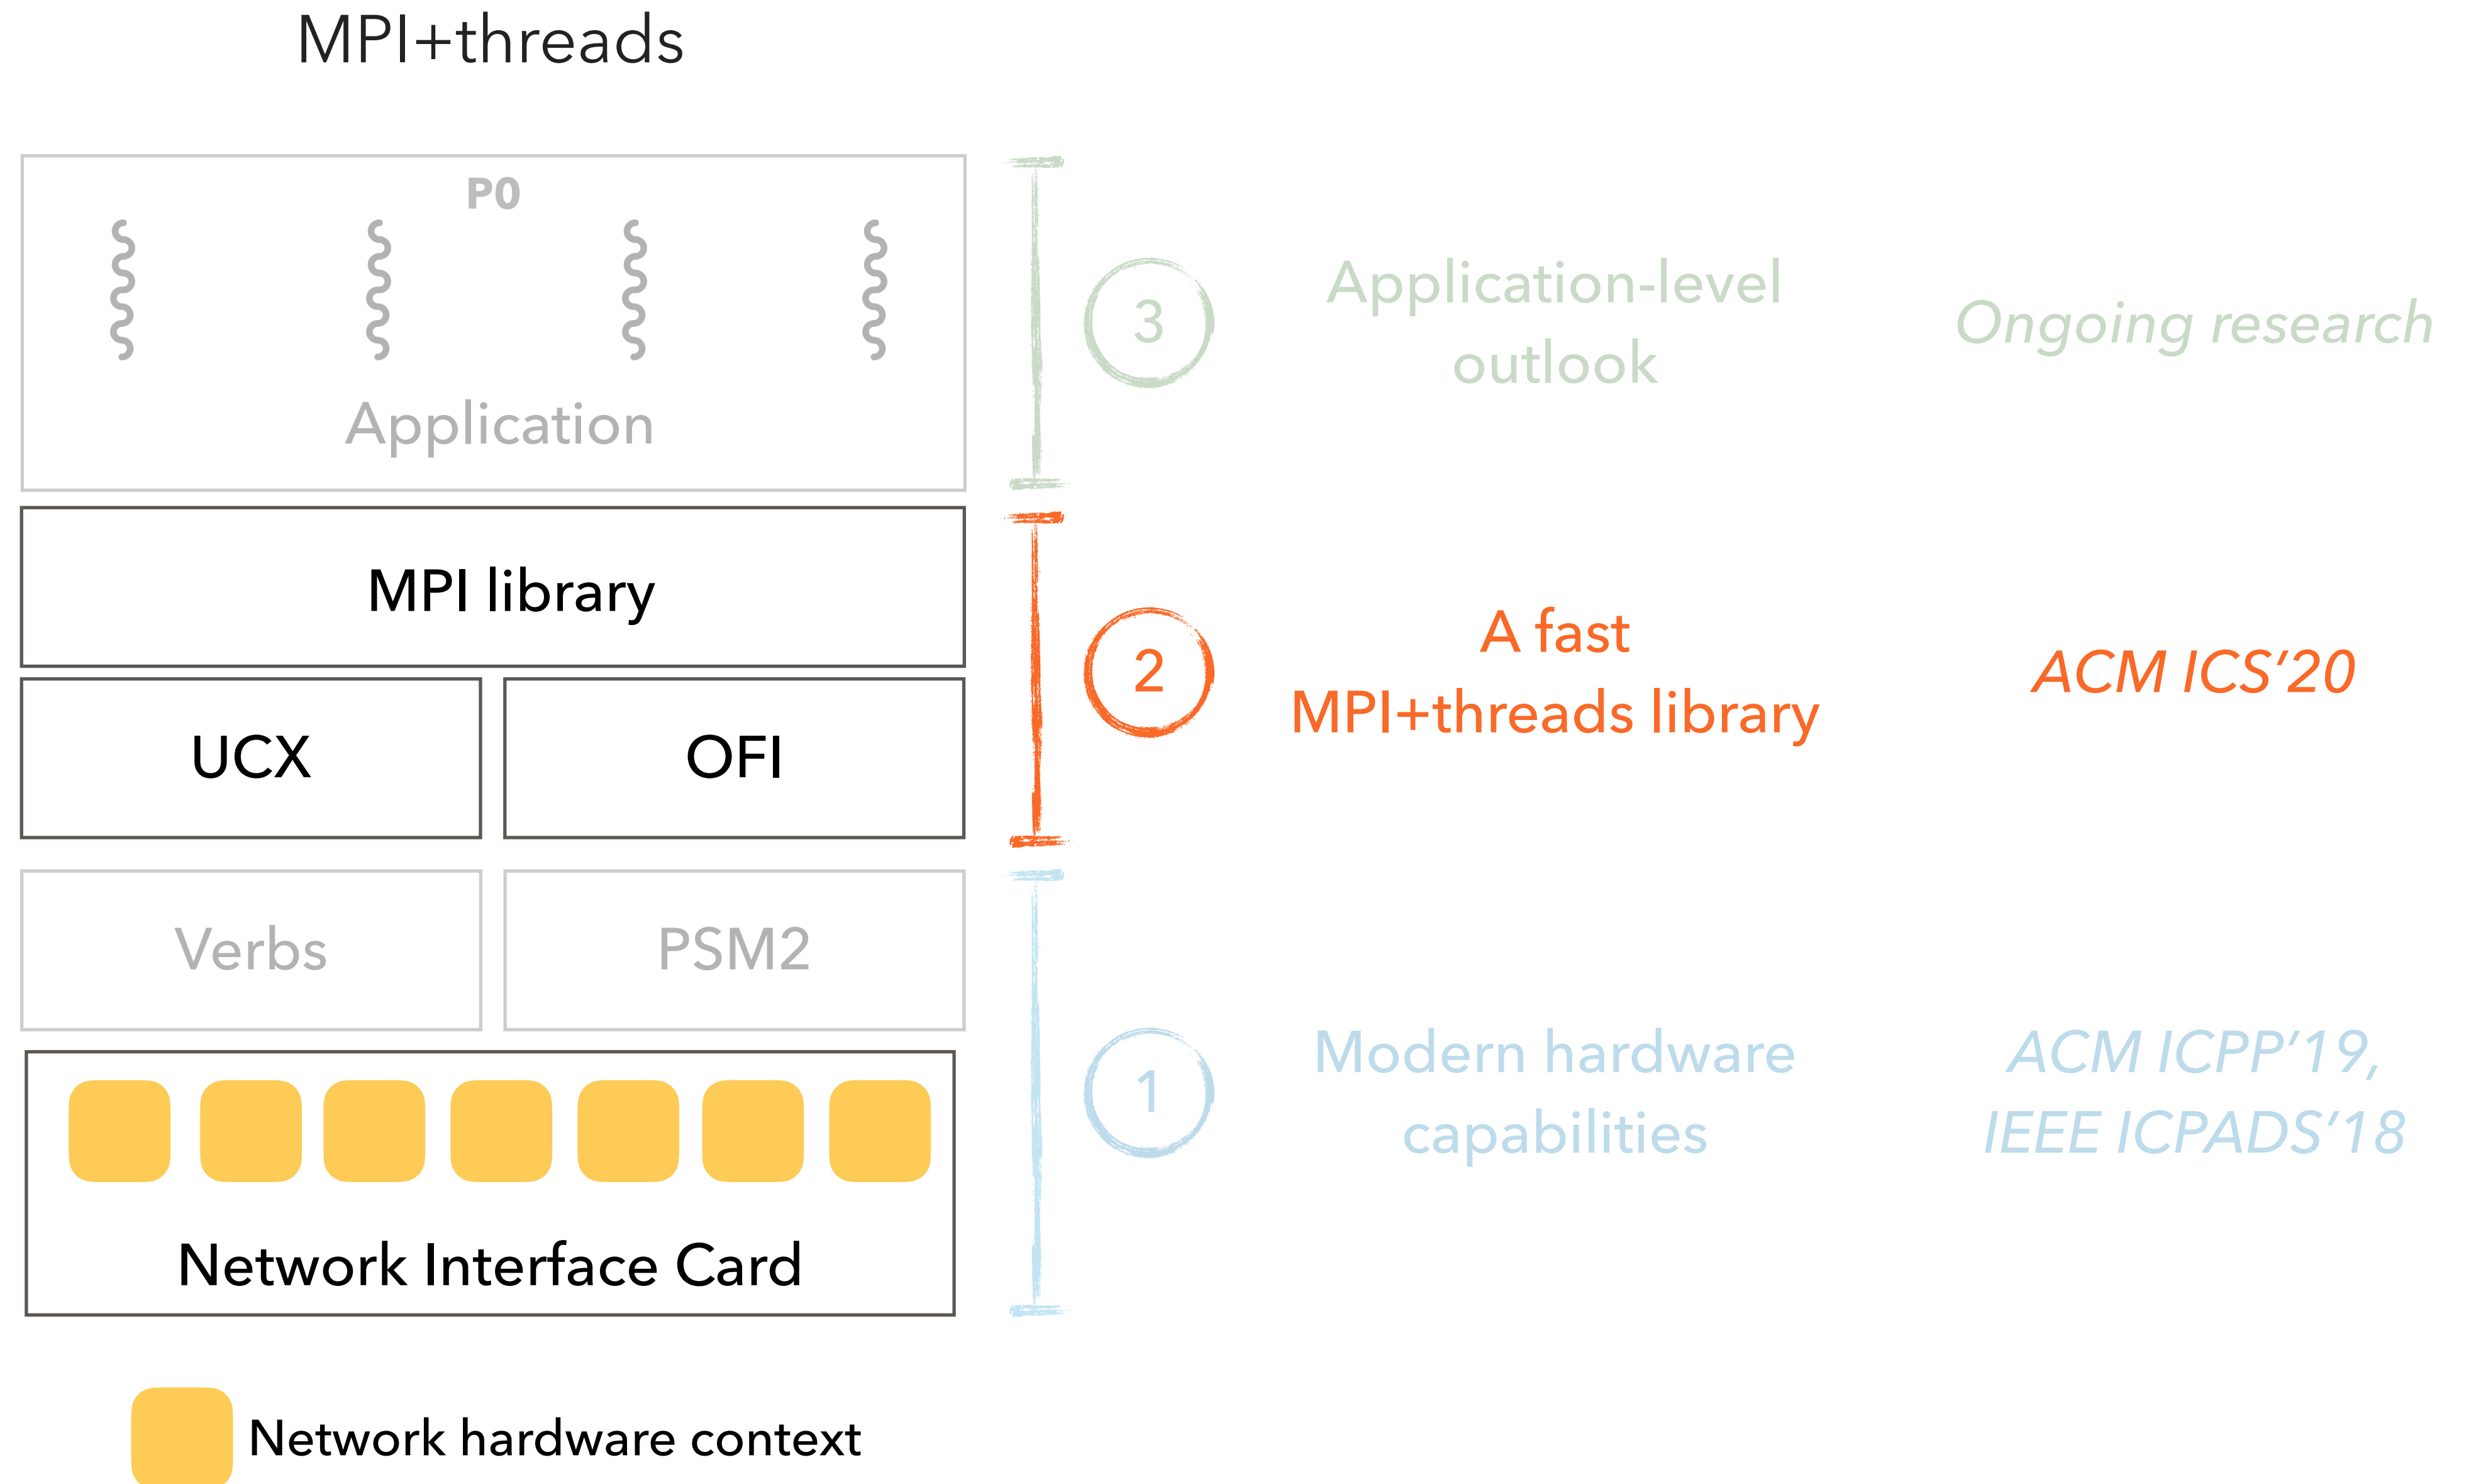 MPI+threads
P0
Application
3
Application-level
outlook
Ongoing research
MPI library
UCX
OFI
2
A fast
MPI+threads library
ACM ICS’20
Verbs
PSM2
1
Modern hardware
capabilities
ACM ICPP’19,
IEEE ICPADS’18
Network Interface Card
Network hardware context